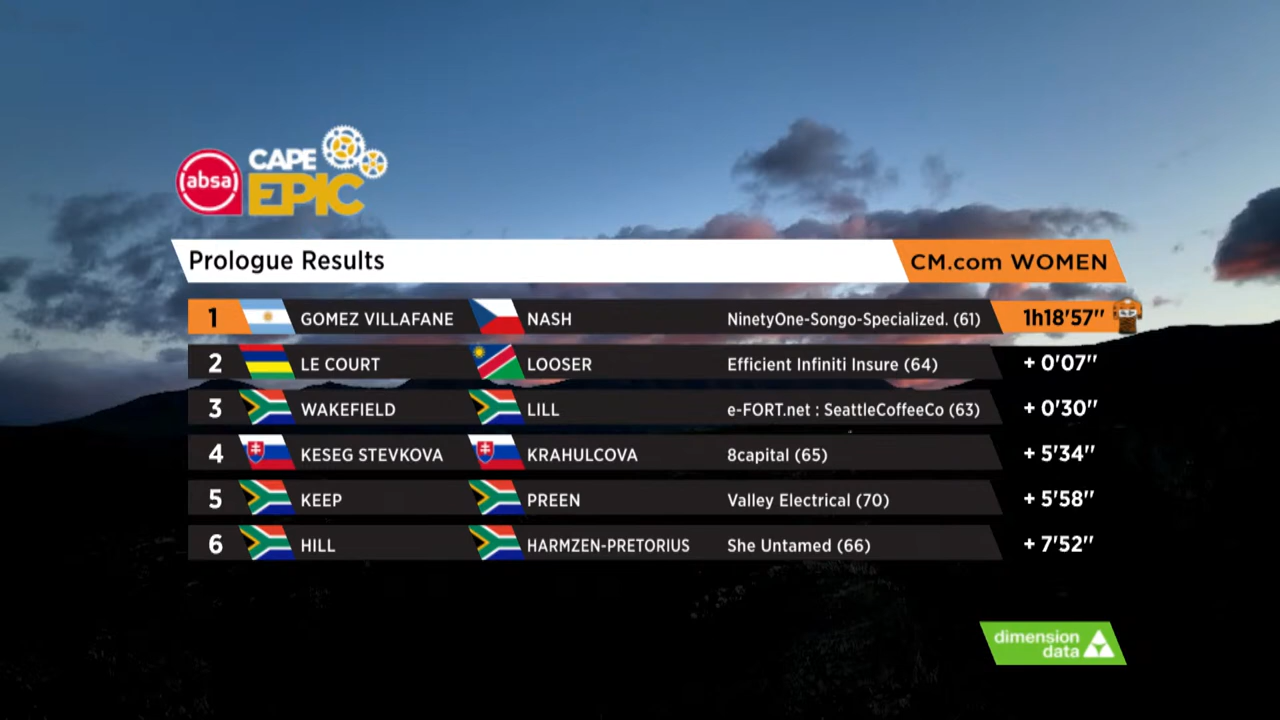 absa
CAPE
EPIC
Prologue Results CM.com WOMEN
1 GOMEZ VILLAFANE NASH NinetyOne-Songo-Specialized. (61) 1h18'57''
2 LE COURT LOOSER Efficient Infiniti Insure (64) + 0'07''
3 WAKEFIELD LILL e-FORT.net : SeattleCoffeeCo (63) + 0'30''
4 KESEG STEVKOVA KRAHULCOVA 8capital (65) + 5'34''
5 KEEP PREEN Valley Electrical (70) + 5'58''
6 HILL HARMZEN-PRETORIUS She Untamed (66) + 7'52''
dimension
data